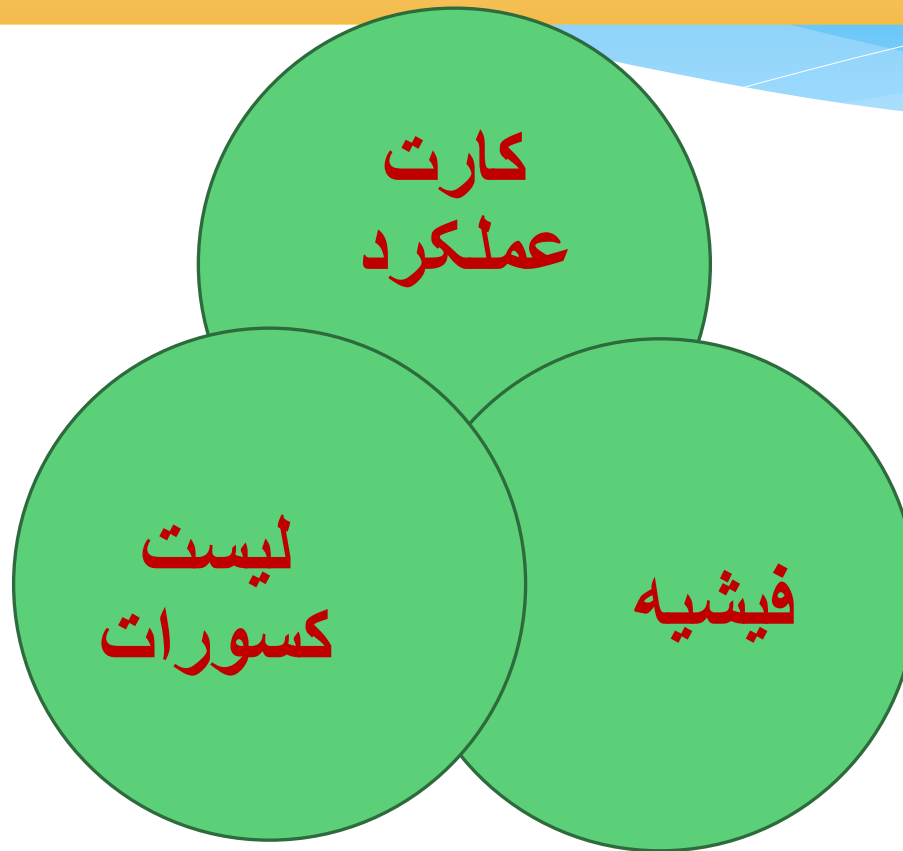 کارت
عملکرد
لیست
کسورات
فیشیه